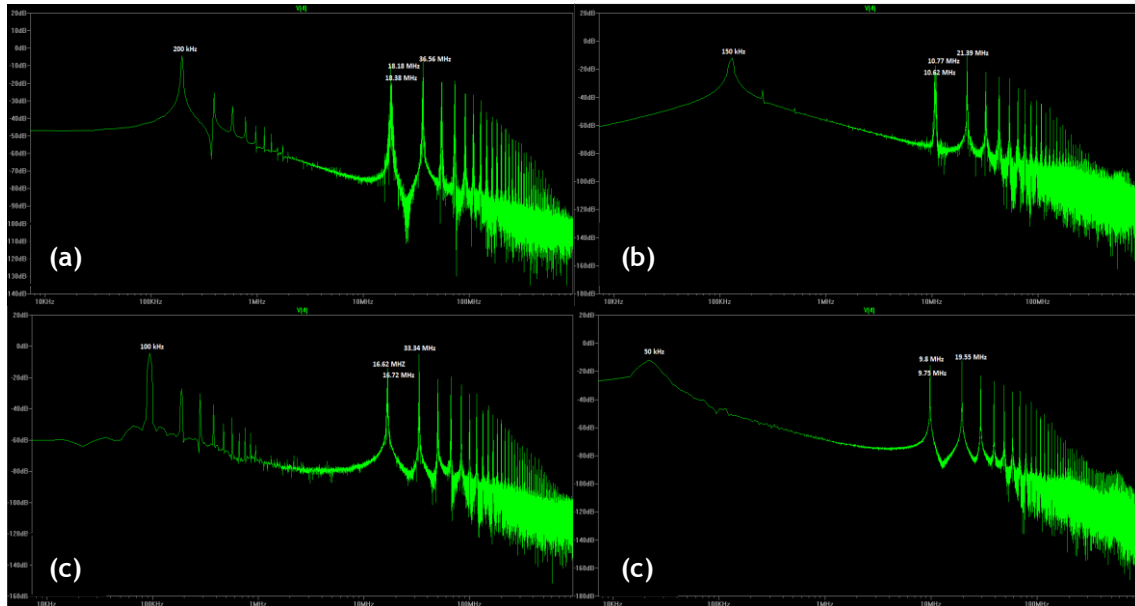 V(4)
20dB
10dB
0dB
-10dB
-20dB
-30dB
-40dB
-50dB
-60dB
-70dB
-80dB
-90dB
-100dB
-110dB
-120dB
-130dB
-140dB
200 kHz
18.18 MHz
18.38 MHz
36.56 MHz
(a)
10KHz 100KHz 1MHz 10MHz 100MHz
V(4)
20dB
0dB
-20dB
-40dB
-60dB
-80dB
-100dB
-120dB
-140dB
-160dB
-180dB
150 kHz
10.77 MHz
10.62 MHz
21.39 MHz
(b)
10KHz 100KHz 1MHz 10MHz 100MHz
V(4)
20dB
0dB
-20dB
-40dB
-60dB
-80dB
-100dB
-120dB
-140dB
-160dB
100 kHz
16.62 MHZ
16.72 MHz
33.34 MHz
(c)
10KHz 100KHz 1MHz 10MHz 100MHz
V(4)
20dB
0dB
-20dB
-40dB
-60dB
-80dB
-100dB
-120dB
-140dB
-160dB
-180dB
50 kHz
9.8 MHz
9.75 MHz
19.55 MHz
(c)
10KHz 100KHz 1MHz 10MHz 100MHz